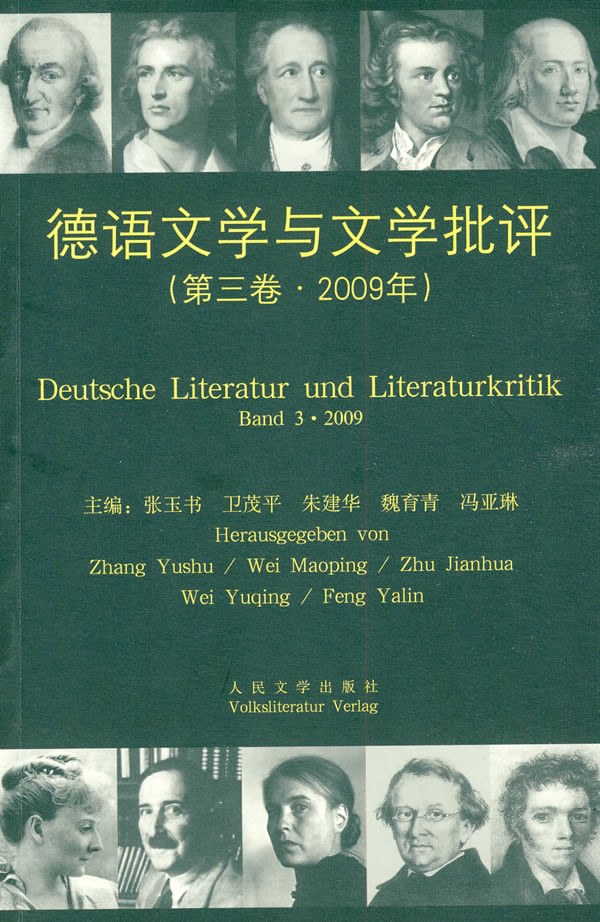 德语文学与文学批评
(第三卷·2009年)
Deutsche Literatur und Literaturkritik
Band 3·2009
主编：张玉书 卫茂平 朱建华 魏育青 冯亚琳
Herausgegeben von
Zhang Yushu / Wei Maoping / Zhu Jianhua
Wei Yuqing / Feng Yalin
人民文学出版社
Volksliteratur Verlag